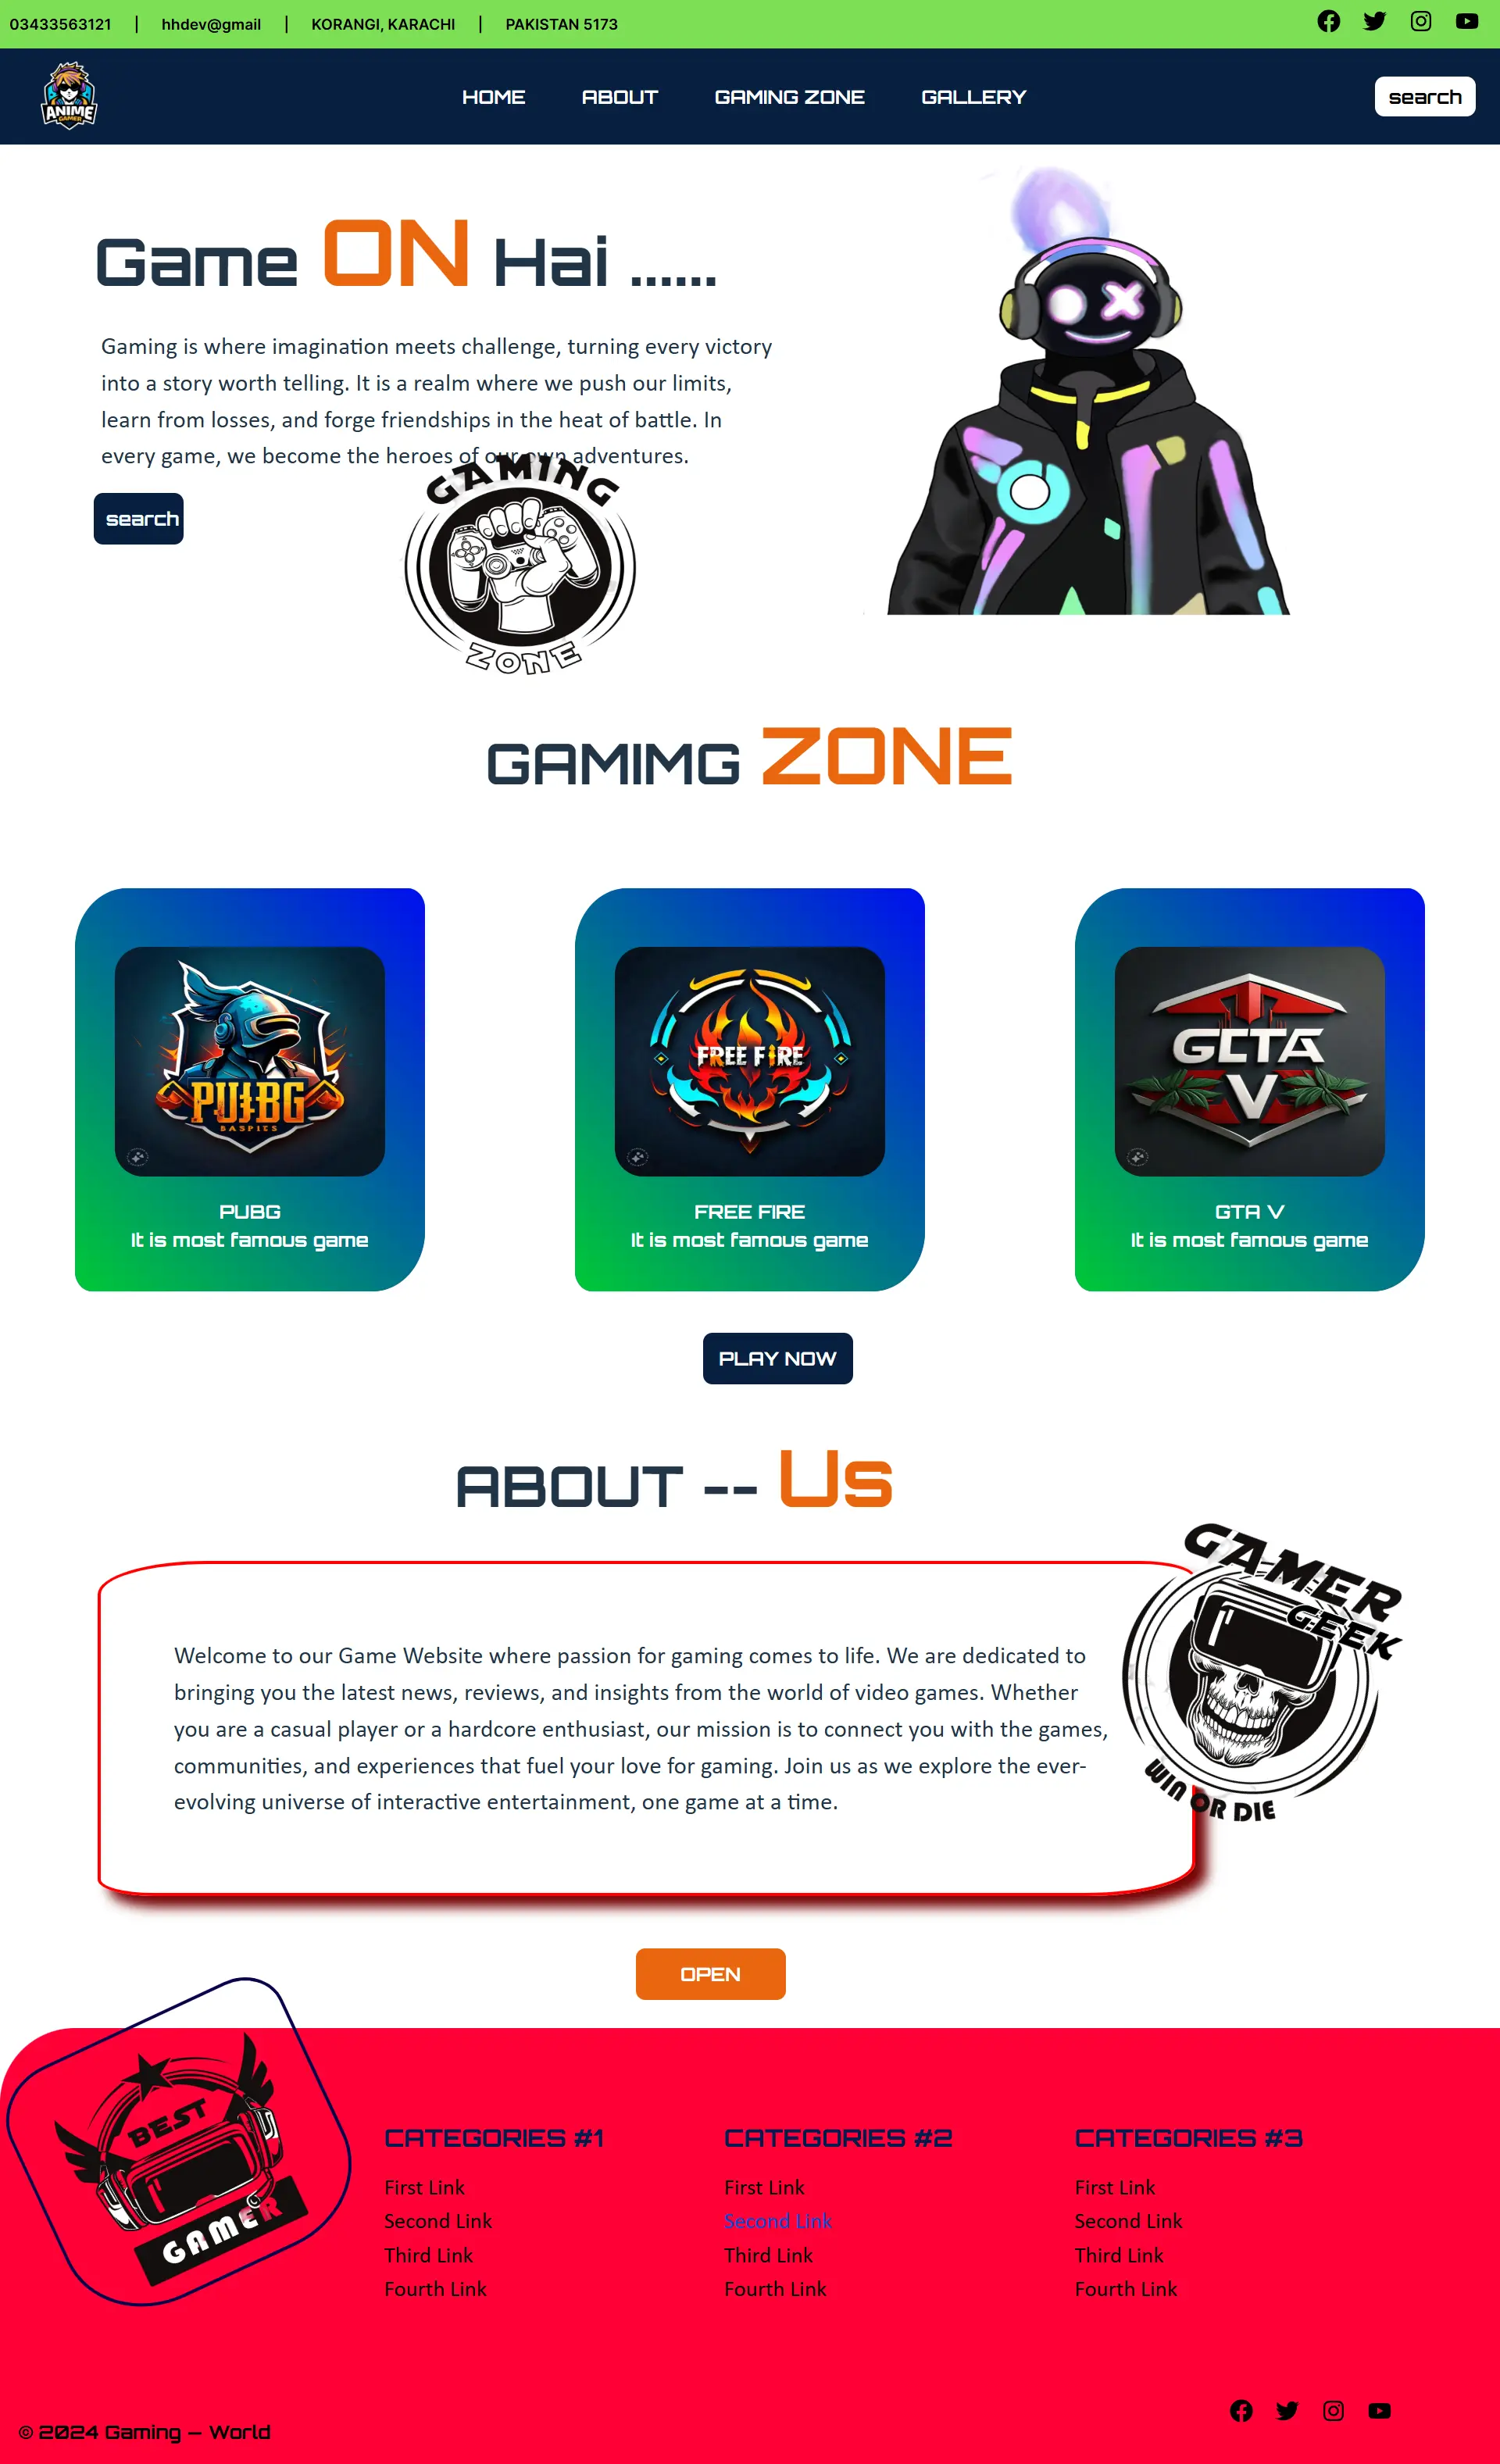 03433563121 | hhdev@gmail | KORANGI, KARACHI | PAKISTAN 5173
ANIME
GAMER
HOME ABOUT GAMING ZONE GALLERY
search
Game ON Hai ......
Gaming is where imagination meets challenge, turning every victory
into a story worth telling. It is a realm where we push our limits,
learn from losses, and forge friendships in the heat of battle. In
every game, we become the heroes of our own adventures.
search
GAMING
ZONE
GAMIMG ZONE
PUBG
BASPIES
FREE FIRE
GCTA
V
PUBG
It is most famous game
FREE FIRE
It is most famous game
GTA V
It is most famous game
PLAY NOW
ABOUT -- Us
GAMER
GEEK
WIN OR DIE
Welcome to our Game Website where passion for gaming comes to life. We are dedicated to
bringing you the latest news, reviews, and insights from the world of video games. Whether
you are a casual player or a hardcore enthusiast, our mission is to connect you with the games,
communities, and experiences that fuel your love for gaming. Join us as we explore the ever-
evolving universe of interactive entertainment, one game at a time.
OPEN
BEST
GAMER
CATEGORIES #1
First Link
Second Link
Third Link
Fourth Link
CATEGORIES #2
First Link
Second Link
Third Link
Fourth Link
CATEGORIES #3
First Link
Second Link
Third Link
Fourth Link
© 2024 Gaming — World